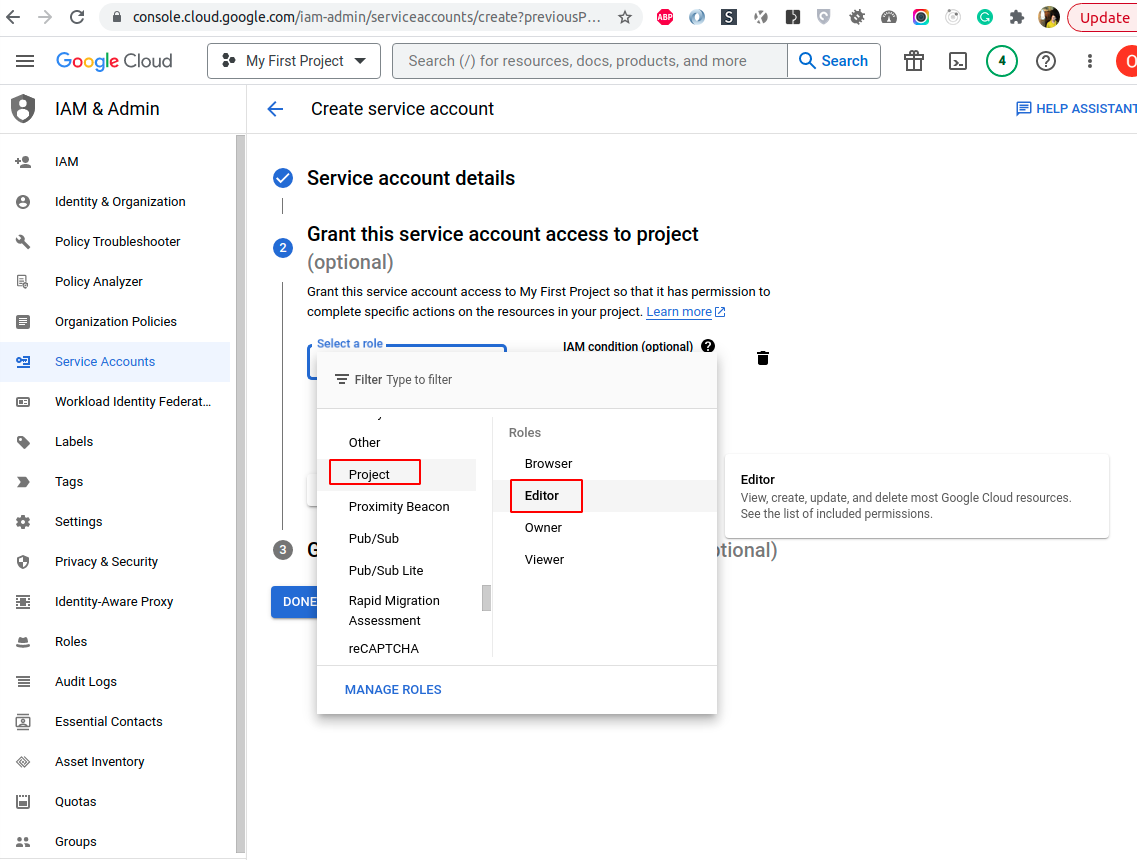 console.cloud.google.com/iam-admin/serviceaccounts/create?previousP...
ABP
S
G
Update
Google Cloud
My First Project
Search (/) for resources, docs, products, and more
Search
4
O
IAM & Admin
Create service account
HELP ASSISTANT
IAM
Identity & Organization
Policy Troubleshooter
Policy Analyzer
Organization Policies
Service Accounts
Workload Identity Federat...
Labels
Tags
Settings
Privacy & Security
Identity-Aware Proxy
Roles
Audit Logs
Essential Contacts
Asset Inventory
Quotas
Groups
Service account details
2
Grant this service account access to project
(optional)
Grant this service account access to My First Project so that it has permission to
complete specific actions on the resources in your project. Learn more
Select a role
IAM condition (optional)
Filter Type to filter
Other
Project
Proximity Beacon
Pub/Sub
Pub/Sub Lite
Rapid Migration
Assessment
reCAPTCHA
Roles
Browser
Editor
Owner
Viewer
MANAGE ROLES
Editor
View, create, update, and delete most Google Cloud resources.
See the list of included permissions.
3
G
ptional)
DONE